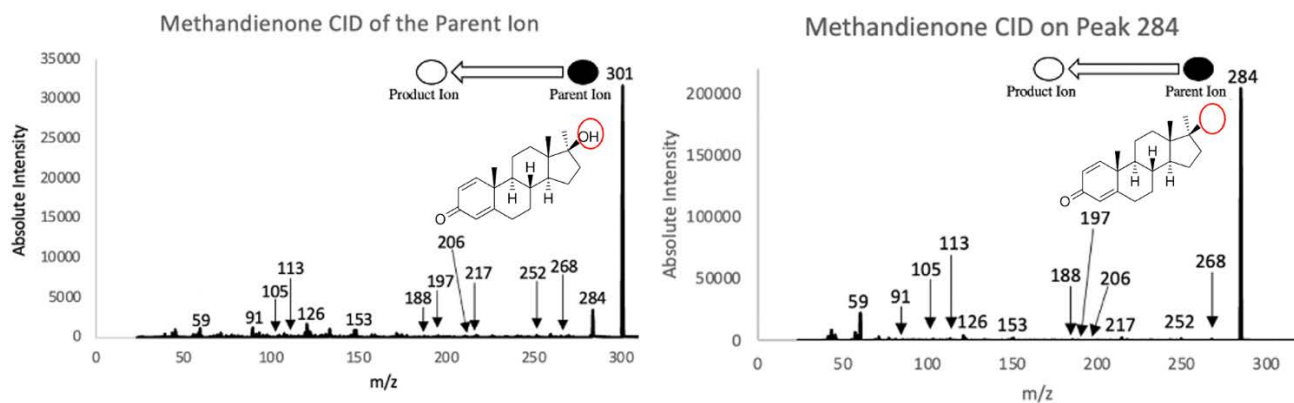 Methandienone CID of the Parent Ion
35000
30000
25000
20000
15000
10000
5000
0
Absolute Intensity
0
50
100
150
200
250
300
m/z
Product Ion
Parent Ion
301
OH
H
H
H
O
206
113
105
197
217
252
268
188
284
59
91
126
153
Methandienone CID on Peak 284
200000
150000
100000
50000
0
Absolute Intensity
0
50
100
150
200
250
300
m/z
Product Ion
Parent Ion
284
H
H
H
O
197
113
105
188
206
268
59
91
126
153
217
252